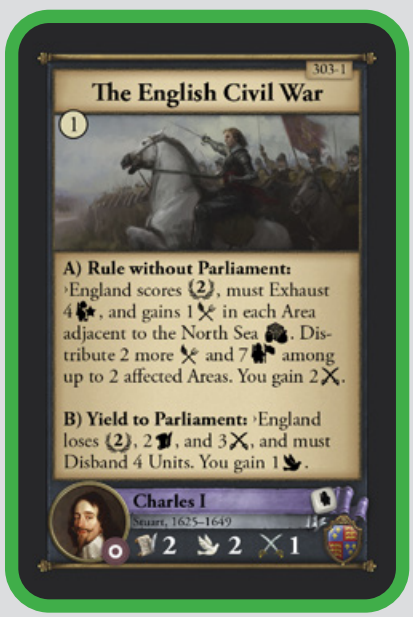 303-1
The English Civil War
1
A) Rule without Parliament:
›England scores (2), must Exhaust
4, and gains 1 in each Area
adjacent to the North Sea. Dis-
tribute 2 more and 7 among
up to 2 affected Areas. You gain 2.
B) Yield to Parliament: ›England
loses (2), 2, and 3, and must
Disband 4 Units. You gain 1.
Charles I
Stuart, 1625–1649
2 2 1